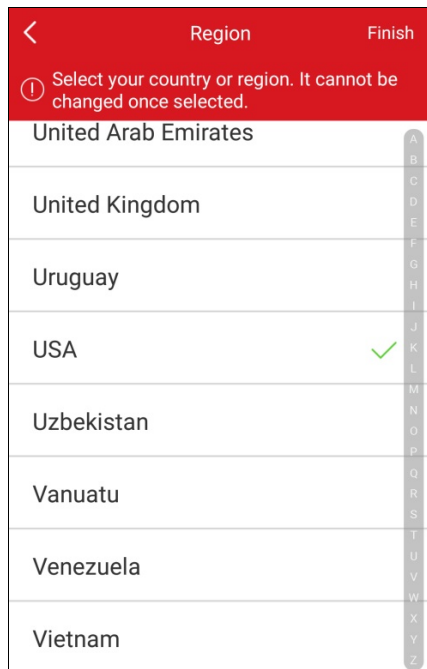 Region Finish
Select your country or region. It cannot be
changed once selected.
United Arab Emirates
United Kingdom
Uruguay
USA
Uzbekistan
Vanuatu
Venezuela
Vietnam
A
B
C
D
E
F
G
H
I
J
K
L
M
N
O
P
Q
R
S
T
U
V
W
X
Y
Z